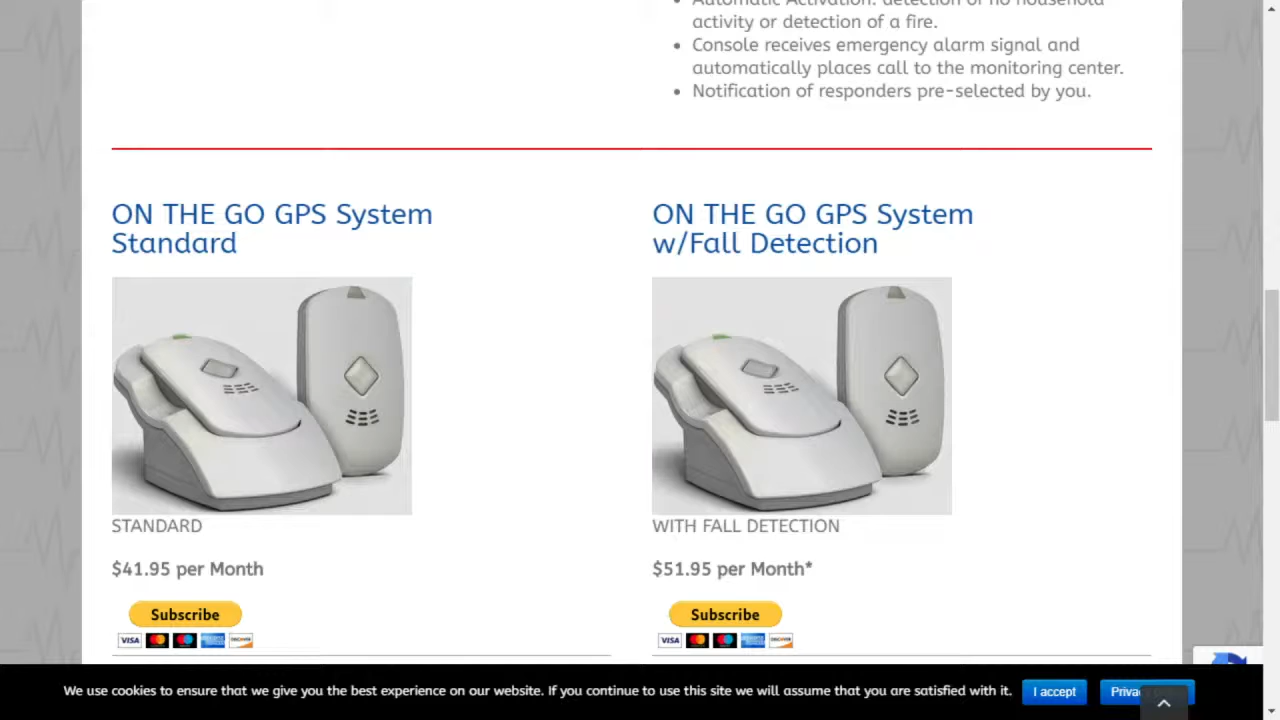 activity or detection of a fire.
Console receives emergency alarm signal and
automatically places call to the monitoring center.
Notification of responders pre-selected by you.
ON THE GO GPS System
Standard
STANDARD
$41.95 per Month
Subscribe
VISA
ON THE GO GPS System
w/Fall Detection
WITH FALL DETECTION
$51.95 per Month*
Subscribe
VISA
We use cookies to ensure that we give you the best experience on our website. If you continue to use this site we will assume that you are satisfied with it.
I accept